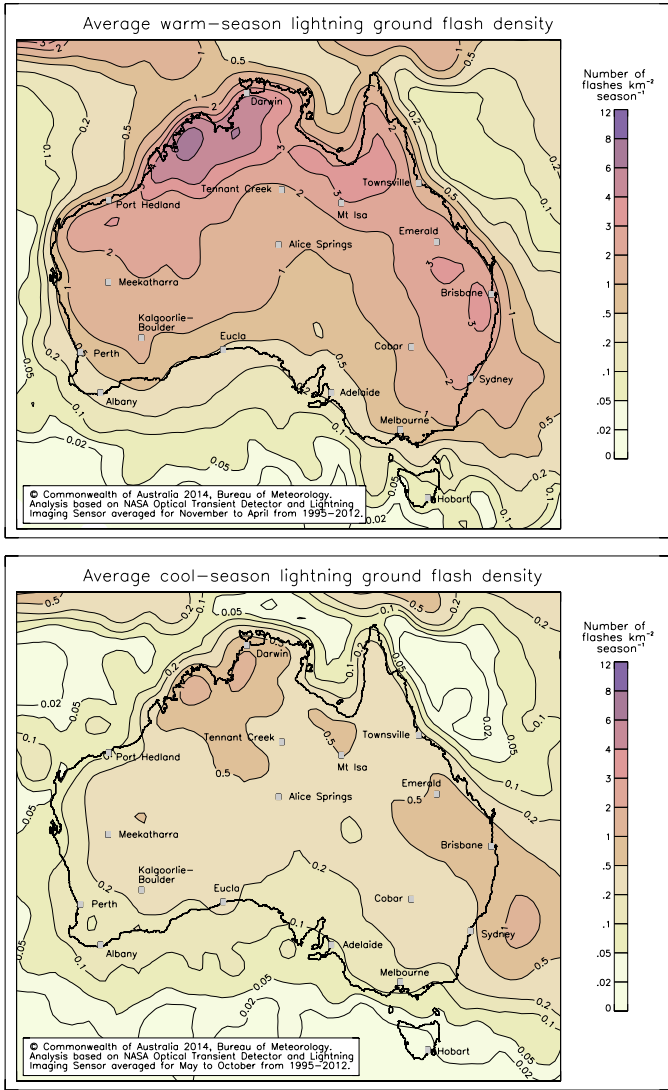 Average warm-season lightning ground flash density
Number of
flashes km-2
season-1
12
8
6
4
3
2
1
.5
.2
.1
.05
.02
0
Darwin
Port Hedland
Tennant Creek
Townsville
Mt Isa
Emerald
Alice Springs
Meekatharra
Brisbane
Kalgoorlie-
Boulder
Eucla
Cobar
Perth
Albany
Adelaide
Sydney
Melbourne
Hobart
© Commonwealth of Australia 2014, Bureau of Meteorology.
Analysis based on NASA Optical Transient Detector and Lightning
Imaging Sensor averaged for November to April from 1995-2012.
Average cool-season lightning ground flash density
Number of
flashes km-2
season-1
12
8
6
4
3
2
1
.5
.2
.1
.05
.02
0
Darwin
Port Hedland
Tennant Creek
Townsville
Mt Isa
Emerald
Alice Springs
Meekatharra
Brisbane
Kalgoorlie-
Boulder
Eucla
Cobar
Perth
Albany
Adelaide
Sydney
Melbourne
Hobart
© Commonwealth of Australia 2014, Bureau of Meteorology.
Analysis based on NASA Optical Transient Detector and Lightning
Imaging Sensor averaged for May to October from 1995-2012.